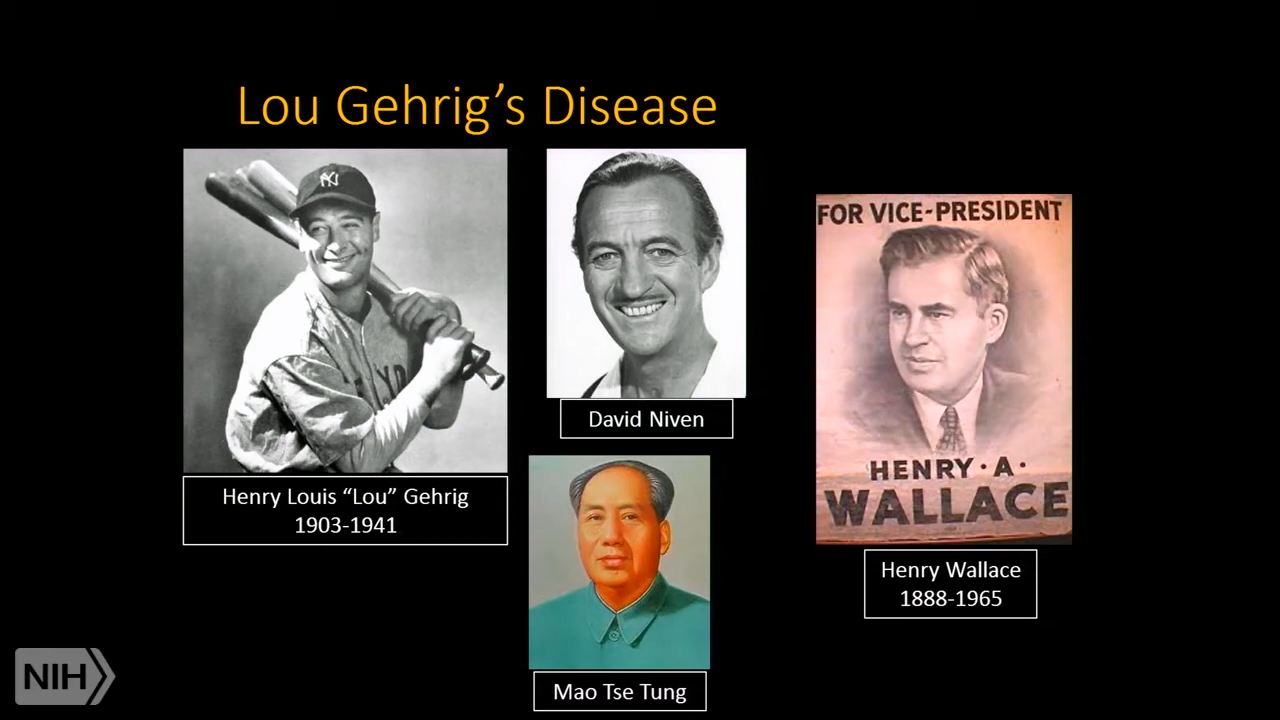 Lou Gehrig’s Disease
NY
Henry Louis “Lou” Gehrig
1903-1941
David Niven
Mao Tse Tung
FOR VICE-PRESIDENT
HENRY·A·
WALLACE
Henry Wallace
1888-1965
NIH